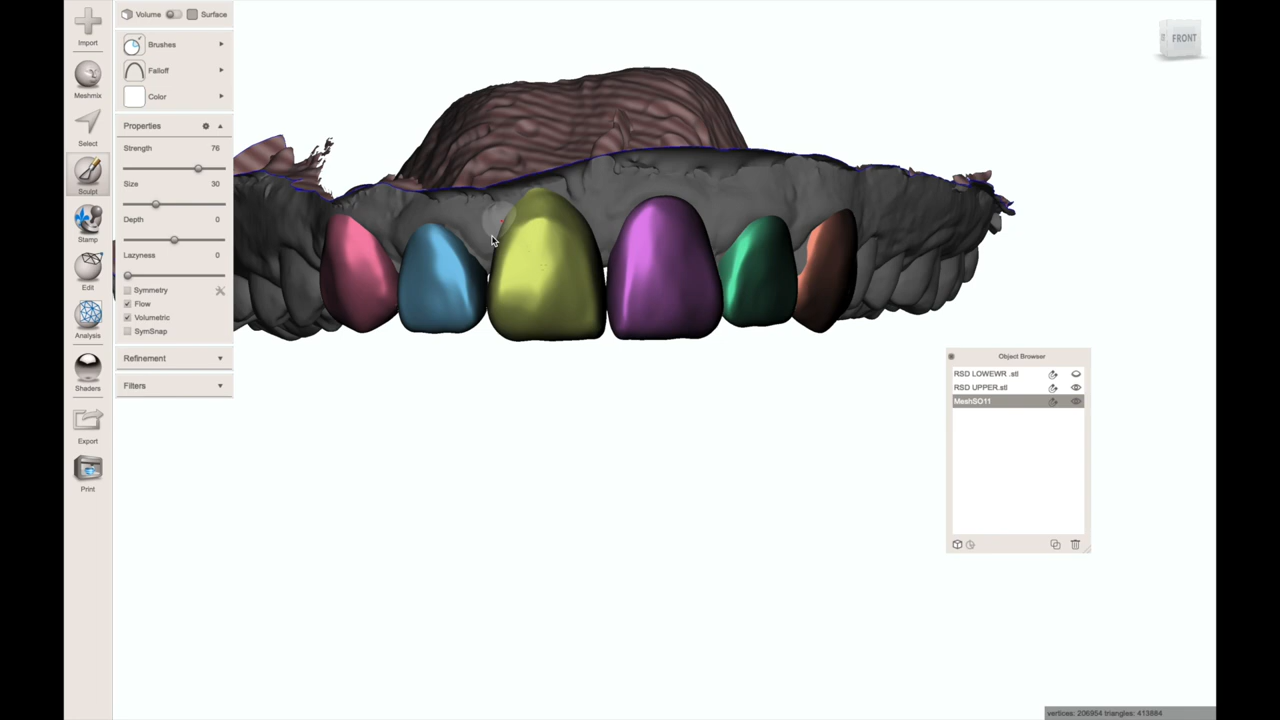 Import
Meshmix
Select
Sculpt
Stamp
Edit
Analysis
Shaders
Export
Print
Volume Surface
Brushes
Falloff
Color
Properties
Strength 76
Size 30
Depth 0
Lazyness 0
Symmetry
Flow
Volumetric
SymSnap
Refinement
Filters
FRONT
Object Browser
RSD LOWEWR .stl
RSD UPPER.stl
MeshSO11
vertices: 206954 triangles: 413884